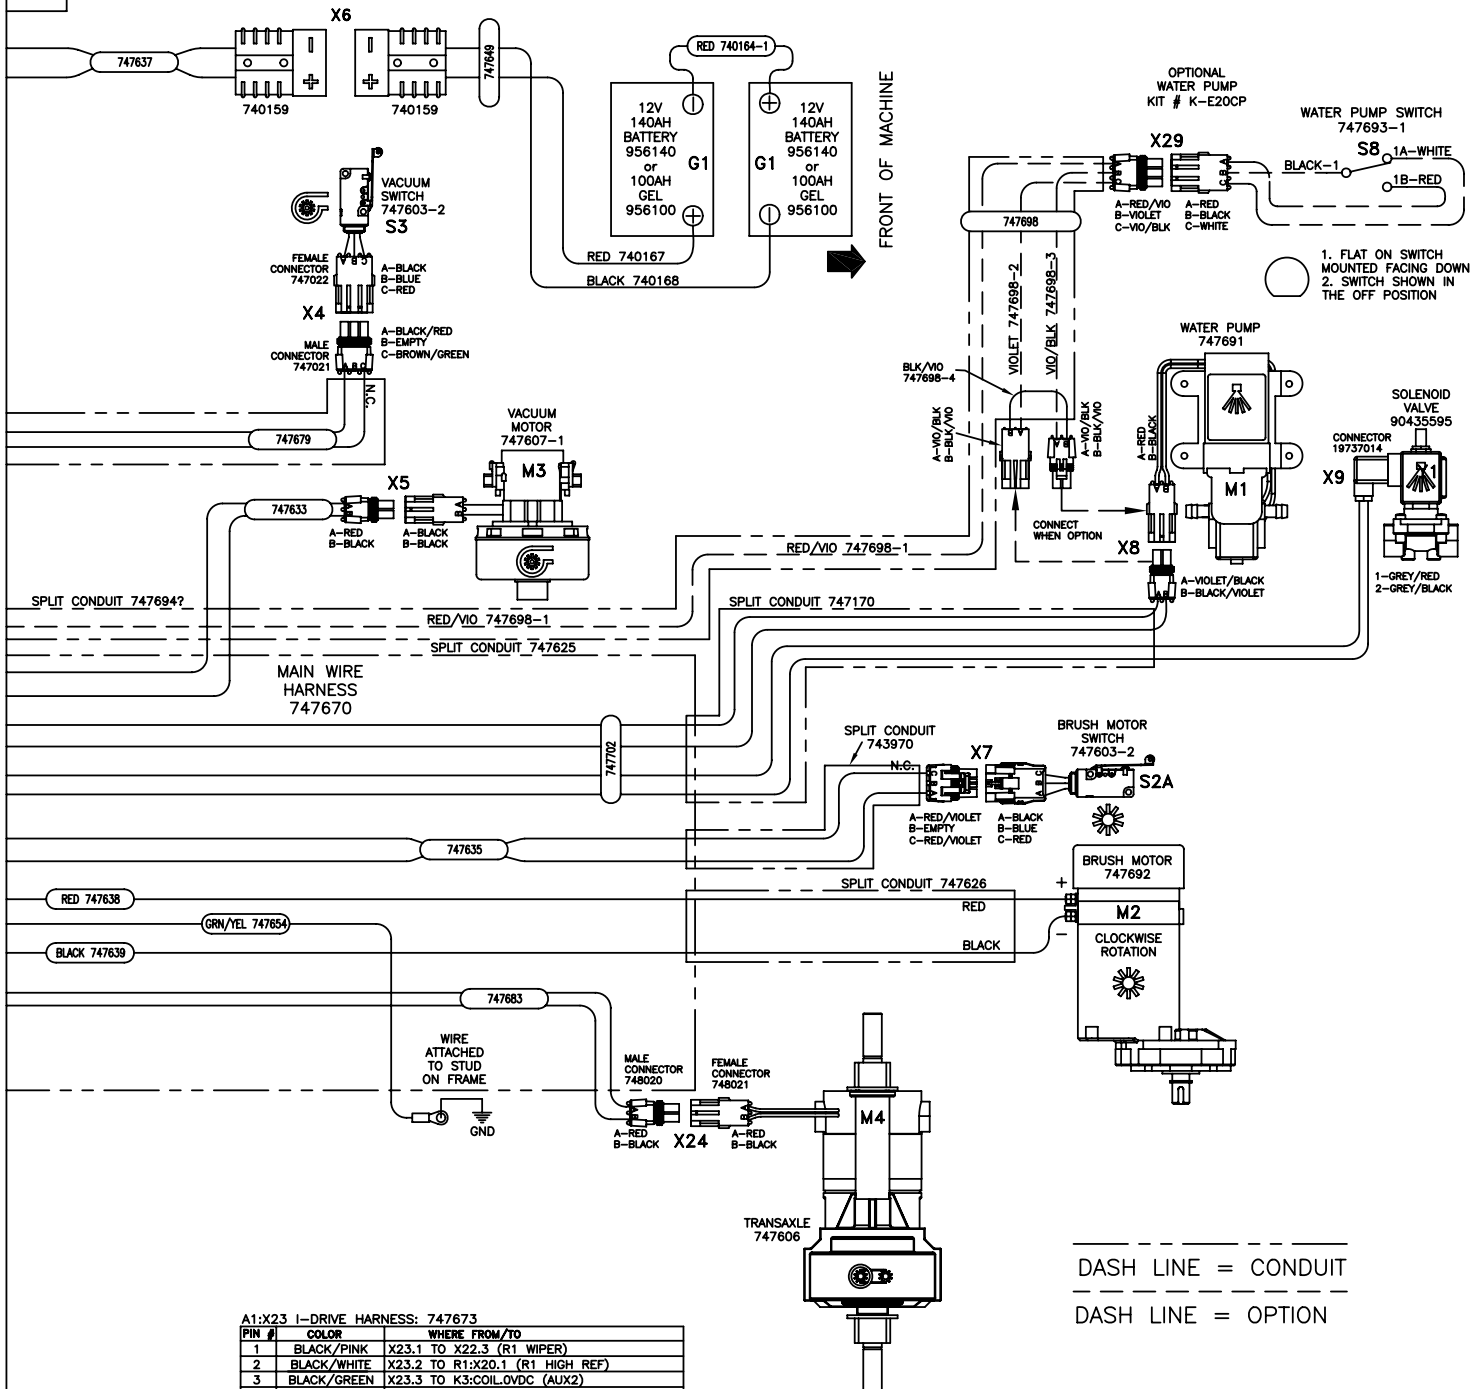 X6
747637
740159
740159
747649
RED 740164-1
12V
140AH
BATTERY
956140
or
100AH
GEL
956100
G1
12V
140AH
BATTERY
956140
or
100AH
GEL
956100
G1
FRONT OF MACHINE
RED 740167
BLACK 740168
VACUUM
SWITCH
747603-2
S3
FEMALE
CONNECTOR
747022
A-BLACK
B-BLUE
C-RED
X4
MALE
CONNECTOR
747021
A-BLACK/RED
B-EMPTY
C-BROWN/GREEN
N.C.
747679
OPTIONAL
WATER PUMP
KIT # K-E20CP
X29
A-RED/VIO
B-VIOLET
C-VIO/BLK
A-RED
B-BLACK
C-WHITE
WATER PUMP SWITCH
747693-1
S8
BLACK-1
1A-WHITE
1B-RED
1. FLAT ON SWITCH
MOUNTED FACING DOWN
2. SWITCH SHOWN IN
THE OFF POSITION
747698
VIOLET 747698-2
VIO/BLK 747698-3
BLK/VIO
747698-4
A-VIO/BLK
B-BLK/VIO
A-VIO/BLK
B-BLK/VIO
CONNECT
WHEN OPTION
WATER PUMP
747691
A-RED
B-BLACK
M1
X8
A-VIOLET/BLACK
B-BLACK/VIOLET
SOLENOID
VALVE
90435595
CONNECTOR
19737014
X9
1
1-GREY/RED
2-GREY/BLACK
VACUUM
MOTOR
747607-1
M3
X5
747633
A-RED
B-BLACK
A-BLACK
B-BLACK
RED/VIO 747698-1
SPLIT CONDUIT 747694?
RED/VIO 747698-1
SPLIT CONDUIT 747170
SPLIT CONDUIT 747625
MAIN WIRE
HARNESS
747670
747702
SPLIT CONDUIT
743970
N.C.
X7
A-RED/VIOLET
B-EMPTY
C-RED/VIOLET
A-BLACK
B-BLUE
C-RED
BRUSH MOTOR
SWITCH
747603-2
S2A
747635
BRUSH MOTOR
747692
M2
CLOCKWISE
ROTATION
+
−
SPLIT CONDUIT 747626
RED
BLACK
RED 747638
GRN/YEL 747654
BLACK 747639
747683
WIRE
ATTACHED
TO STUD
ON FRAME
GND
MALE
CONNECTOR
748020
FEMALE
CONNECTOR
748021
A-RED
B-BLACK
X24
A-RED
B-BLACK
M4
TRANSAXLE
747606
DASH LINE = CONDUIT
DASH LINE = OPTION
A1:X23 I-DRIVE HARNESS: 747673
PIN # COLOR WHERE FROM/TO
1 BLACK/PINK X23.1 TO X22.3 (R1 WIPER)
2 BLACK/WHITE X23.2 TO R1:X20.1 (R1 HIGH REF)
3 BLACK/GREEN X23.3 TO K3:COIL.0VDC (AUX2)